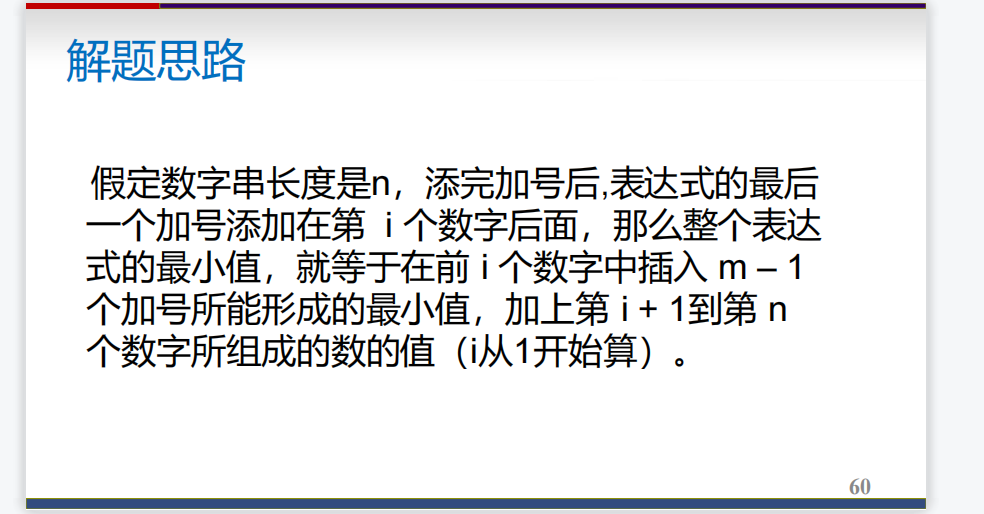 解题思路
假定数字串长度是n，添完加号后,表达式的最后
一个加号添加在第 i 个数字后面，那么整个表达
式的最小值，就等于在前 i 个数字中插入 m – 1
个加号所能形成的最小值，加上第 i + 1到第 n
个数字所组成的数的值（i从1开始算）。
60